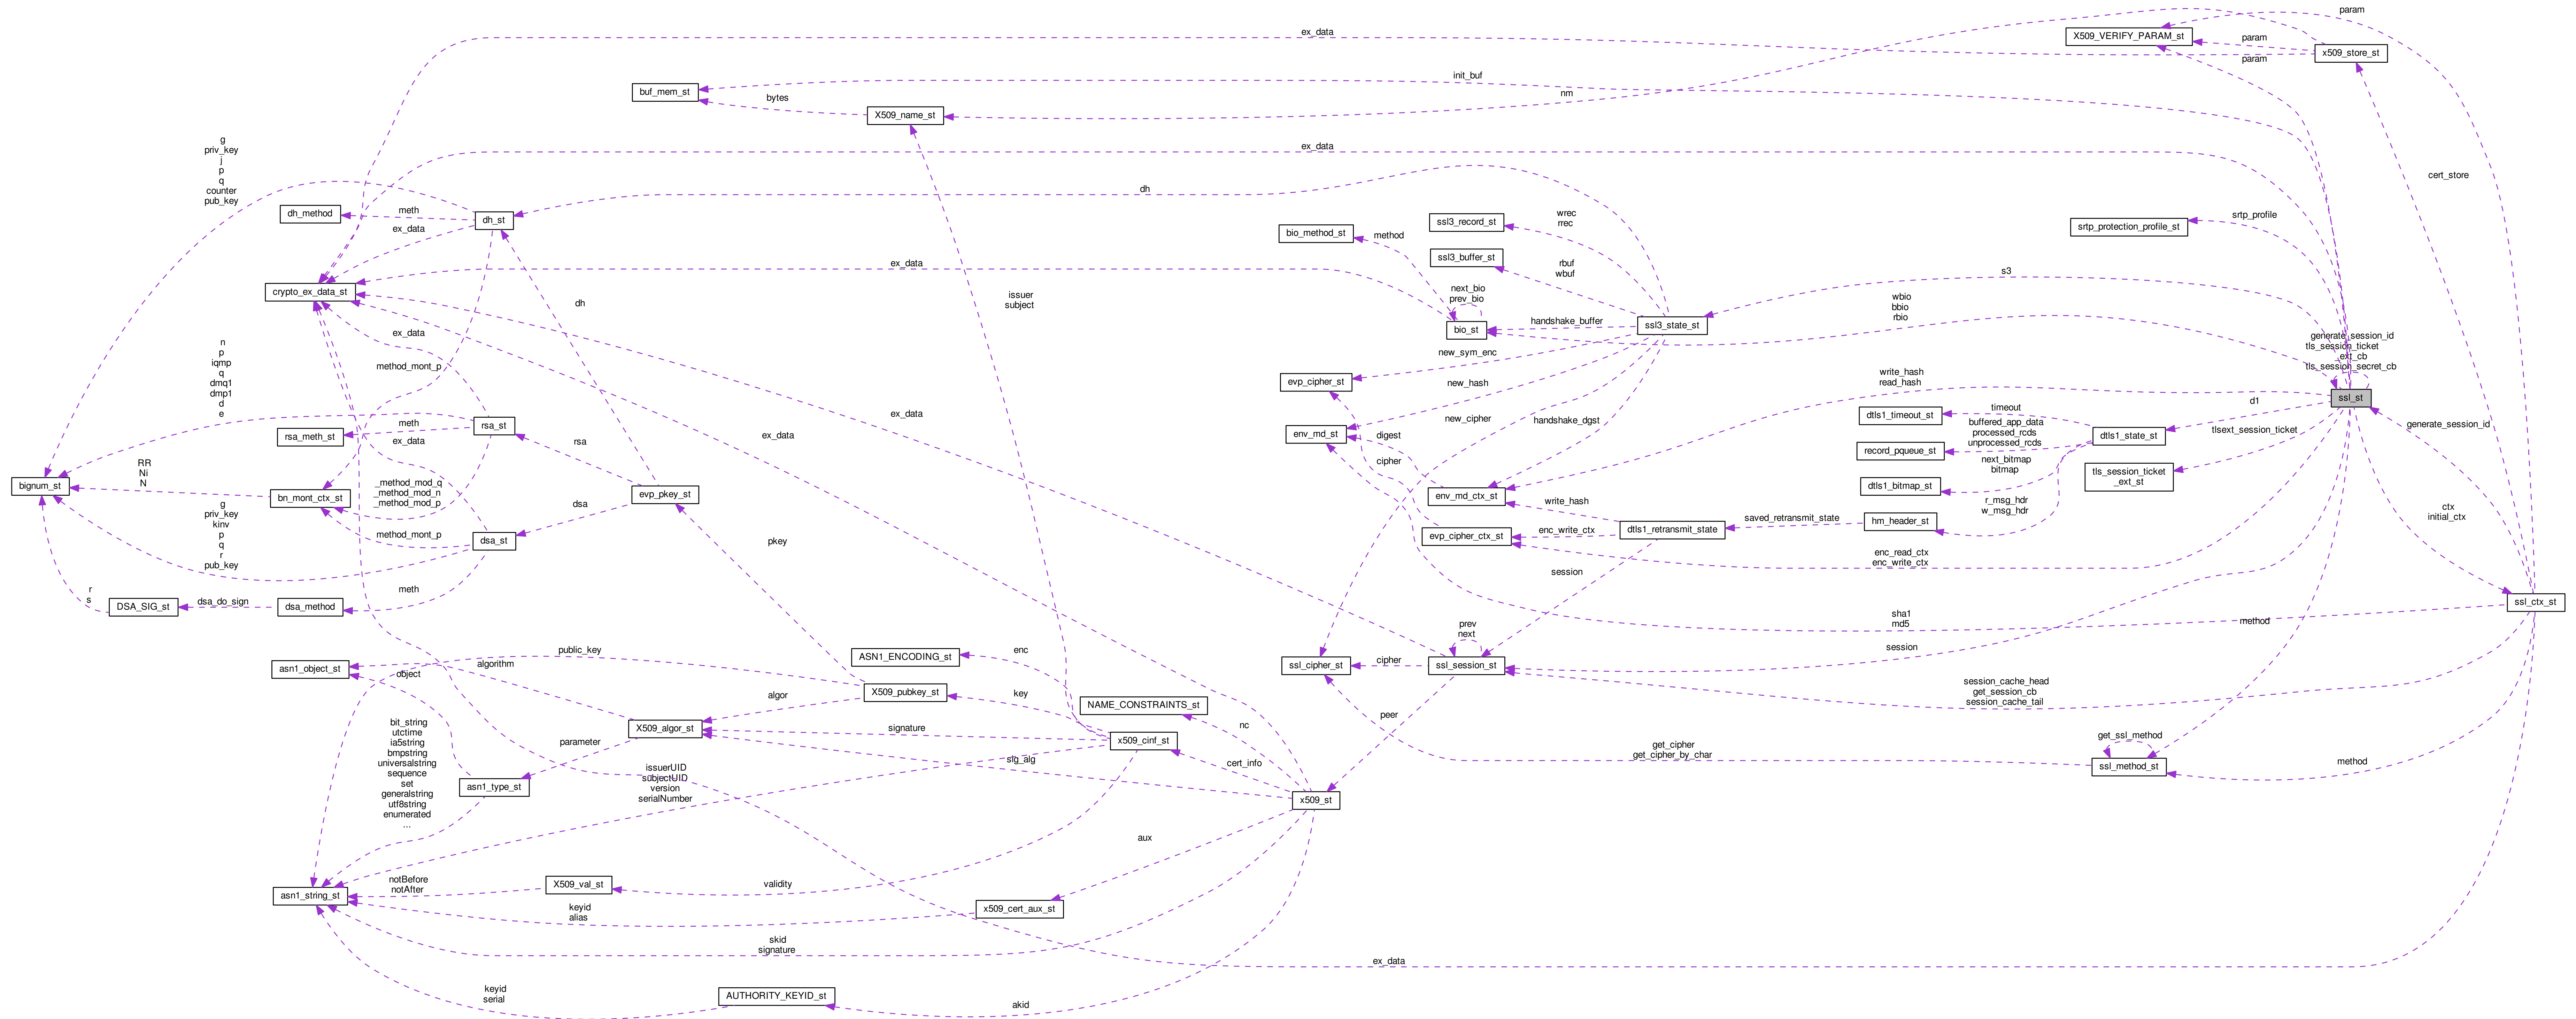 param
ex_data
X509_VERIFY_PARAM_st
param
x509_store_st
param
init_buf
buf_mem_st
bytes
nm
X509_name_st
g
priv_key
j
p
q
counter
pub_key
ex_data
cert_store
dh
dh_method
meth
dh_st
ex_data
ssl3_record_st
wrec
rrec
srtp_profile
srtp_protection_profile_st
bio_method_st
method
ssl3_buffer_st
rbuf
wbuf
ex_data
s3
crypto_ex_data_st
issuer
subject
next_bio
prev_bio
bio_st
handshake_buffer
ssl3_state_st
wbio
bbio
rbio
dh
ex_data
n
p
iqmp
q
dmq1
dmp1
d
e
method_mont_p
new_sym_enc
evp_cipher_st
new_hash
generate_session_id
tls_session_ticket
_ext_cb
tls_session_secret_cb
write_hash
read_hash
ssl_st
d1
timeout
dtls1_timeout_st
ex_data
new_cipher
handshake_dgst
buffered_app_data
processed_rcds
unprocessed_rcds
record_pqueue_st
dtls1_state_st
tlsext_session_ticket
generate_session_id
rsa_meth_st
meth
rsa_st
rsa
env_md_st
digest
ex_data
ex_data
cipher
next_bitmap
bitmap
dtls1_bitmap_st
tls_session_ticket
_ext_st
RR
Ni
N
bignum_st
bn_mont_ctx_st
_method_mod_q
_method_mod_n
_method_mod_p
evp_pkey_st
env_md_ctx_st
write_hash
r_msg_hdr
w_msg_hdr
hm_header_st
saved_retransmit_state
dtls1_retransmit_state
enc_write_ctx
evp_cipher_ctx_st
ctx
initial_ctx
g
priv_key
kinv
p
q
r
pub_key
dsa
method_mont_p
dsa_st
pkey
enc_read_ctx
enc_write_ctx
session
r
s
DSA_SIG_st
dsa_do_sign
dsa_method
meth
sha1
md5
ssl_ctx_st
method
session
public_key
ASN1_ENCODING_st
enc
prev
next
ssl_cipher_st
cipher
ssl_session_st
asn1_object_st
algorithm
object
algor
X509_pubkey_st
key
NAME_CONSTRAINTS_st
session_cache_head
get_session_cb
session_cache_tail
peer
nc
bit_string
utctime
ia5string
bmpstring
universalstring
sequence
set
generalstring
utf8string
enumerated
...
X509_algor_st
parameter
signature
x509_cinf_st
sig_alg
cert_info
get_cipher
get_cipher_by_char
get_ssl_method
ssl_method_st
method
asn1_type_st
issuerUID
subjectUID
version
serialNumber
x509_st
aux
asn1_string_st
notBefore
notAfter
X509_val_st
validity
keyid
alias
x509_cert_aux_st
skid
signature
ex_data
keyid
serial
AUTHORITY_KEYID_st
akid